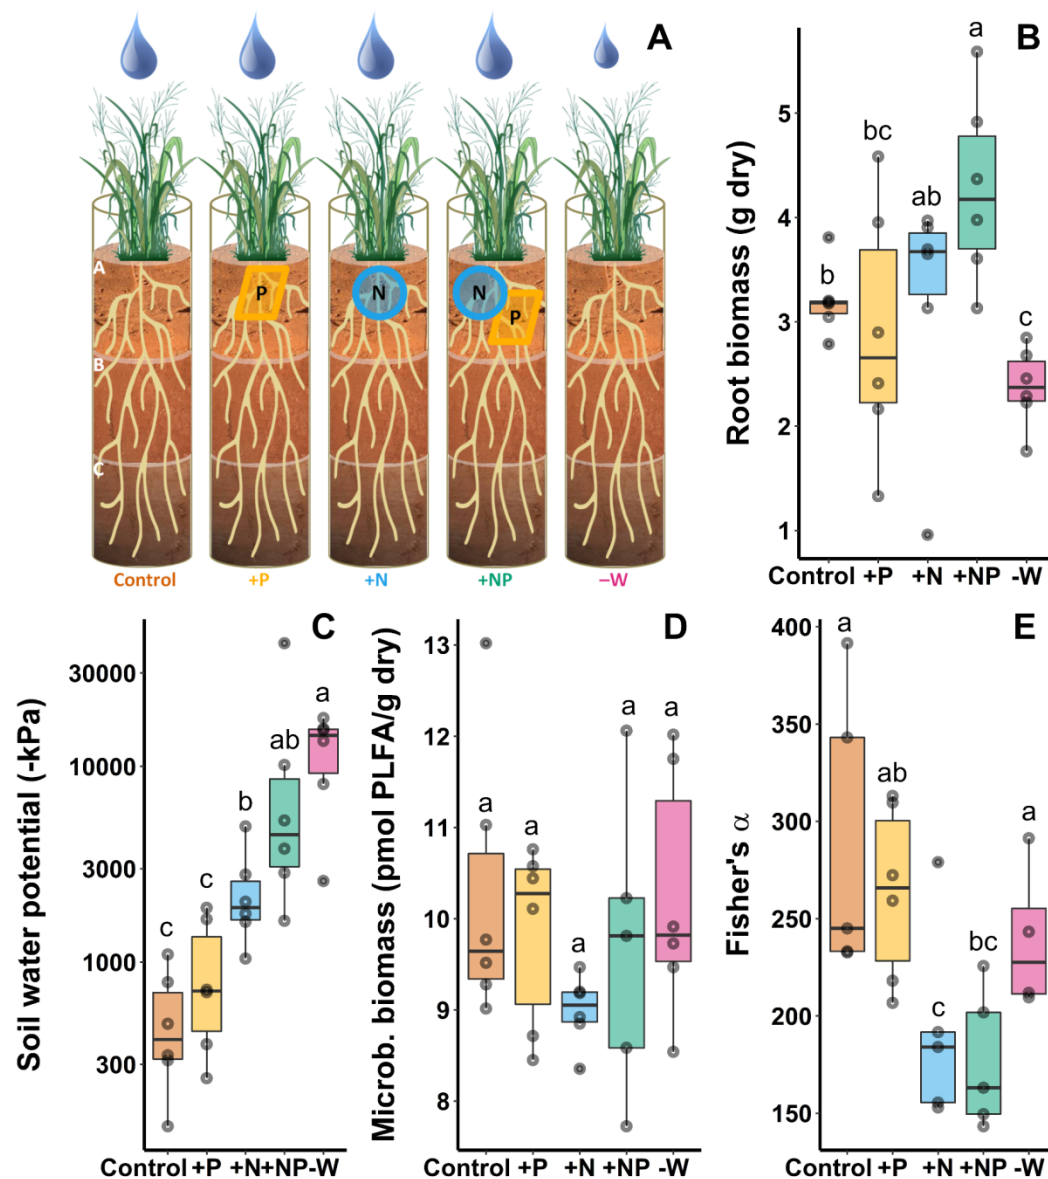 A
A
B
C
P
N
N
P
Control
+P
+N
+NP
–W
B
Root biomass (g dry)
5
4
3
2
1
b
bc
ab
a
c
Control
+P
+N
+NP
-W
C
Soil water potential (-kPa)
30000
10000
3000
1000
300
c
c
b
ab
a
Control
+P
+N
+NP
-W
D
Microb. biomass (pmol PLFA/g dry)
13
12
11
10
9
8
a
a
a
a
a
Control
+P
+N
+NP
-W
E
Fisher's α
400
350
300
250
200
150
a
ab
c
bc
a
Control
+P
+N
+NP
-W